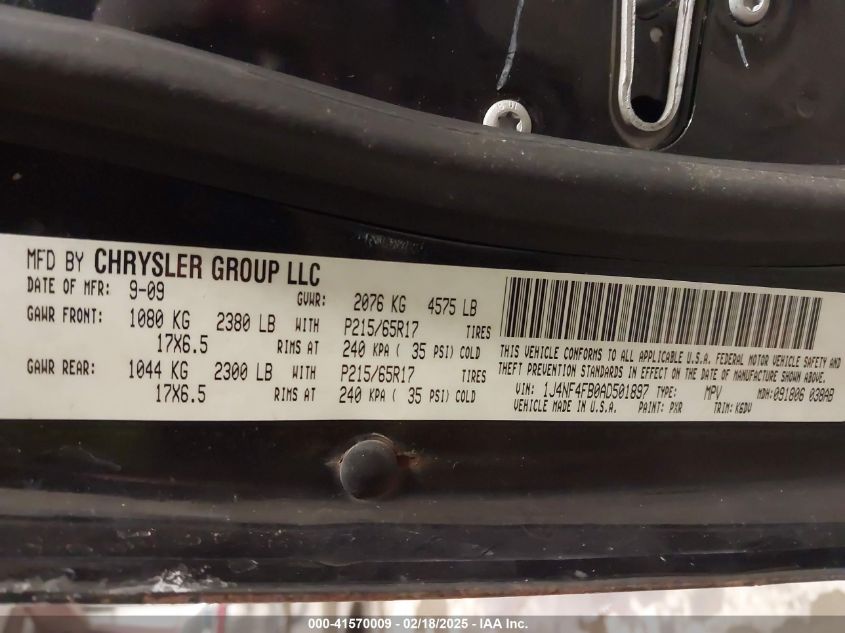 MFD BY CHRYSLER GROUP LLC
DATE OF MFR: 9-09 GVWR: 2076 KG 4575 LB
GAWR FRONT: 1080 KG 2380 LB WITH P215/65R17 TIRES
17X6.5 RIMS AT 240 KPA ( 35 PSI) COLD
GAWR REAR: 1044 KG 2300 LB WITH P215/65R17 TIRES
17X6.5 RIMS AT 240 KPA ( 35 PSI) COLD
THIS VEHICLE CONFORMS TO ALL APPLICABLE U.S.A. FEDERAL MOTOR VEHICLE SAFETY AND
THEFT PREVENTION STANDARDS IN EFFECT ON THE DATE OF MANUFACTURE SHOWN ABOVE.
VIN: 1J4NF4FB0AD501897 TYPE: MPV MDH: 091806 038AB
VEHICLE MADE IN U.S.A. PAINT: PXR TRIM: KGDV
000-41570009 - 02/18/2025 - IAA Inc.